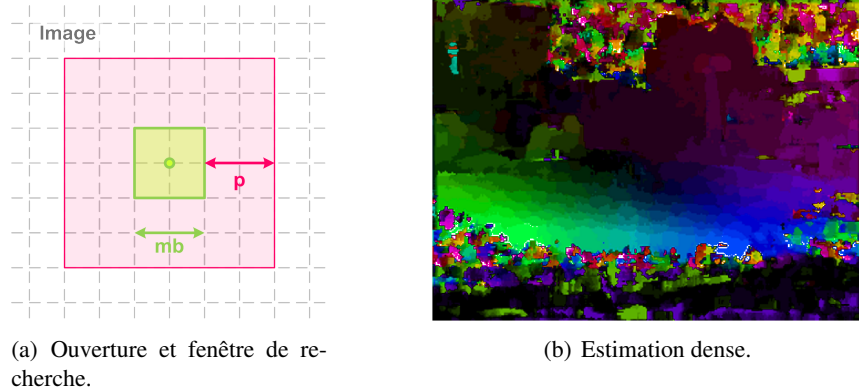 Image
p
mb
(a) Ouverture et fenêtre de re-
cherche.
(b) Estimation dense.